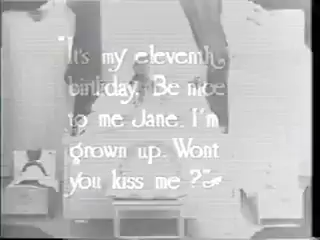 "It's my eleventh
birthday. Be nice
to me Jane. I'm
grown up. Wont
you kiss me?"